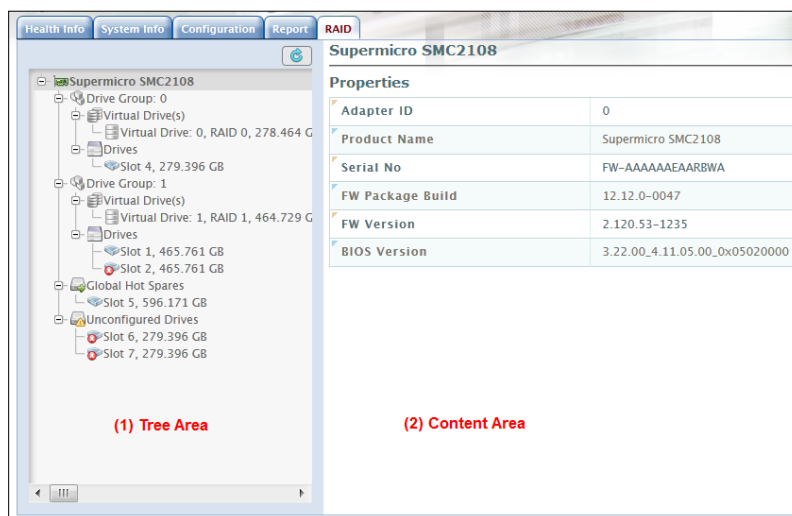 Health Info System Info Configuration Report RAID
Supermicro SMC2108
Drive Group: 0
Virtual Drive(s)
Virtual Drive: 0, RAID 0, 278.464 G
Drives
Slot 4, 279.396 GB
Drive Group: 1
Virtual Drive(s)
Virtual Drive: 1, RAID 1, 464.729 G
Drives
Slot 1, 465.761 GB
Slot 2, 465.761 GB
Global Hot Spares
Slot 5, 596.171 GB
Unconfigured Drives
Slot 6, 279.396 GB
Slot 7, 279.396 GB
(1) Tree Area
Supermicro SMC2108
Properties
Adapter ID 0
Product Name Supermicro SMC2108
Serial No FW-AAAAAAEAARBWA
FW Package Build 12.12.0-0047
FW Version 2.120.53-1235
BIOS Version 3.22.00_4.11.05.00_0x05020000
(2) Content Area